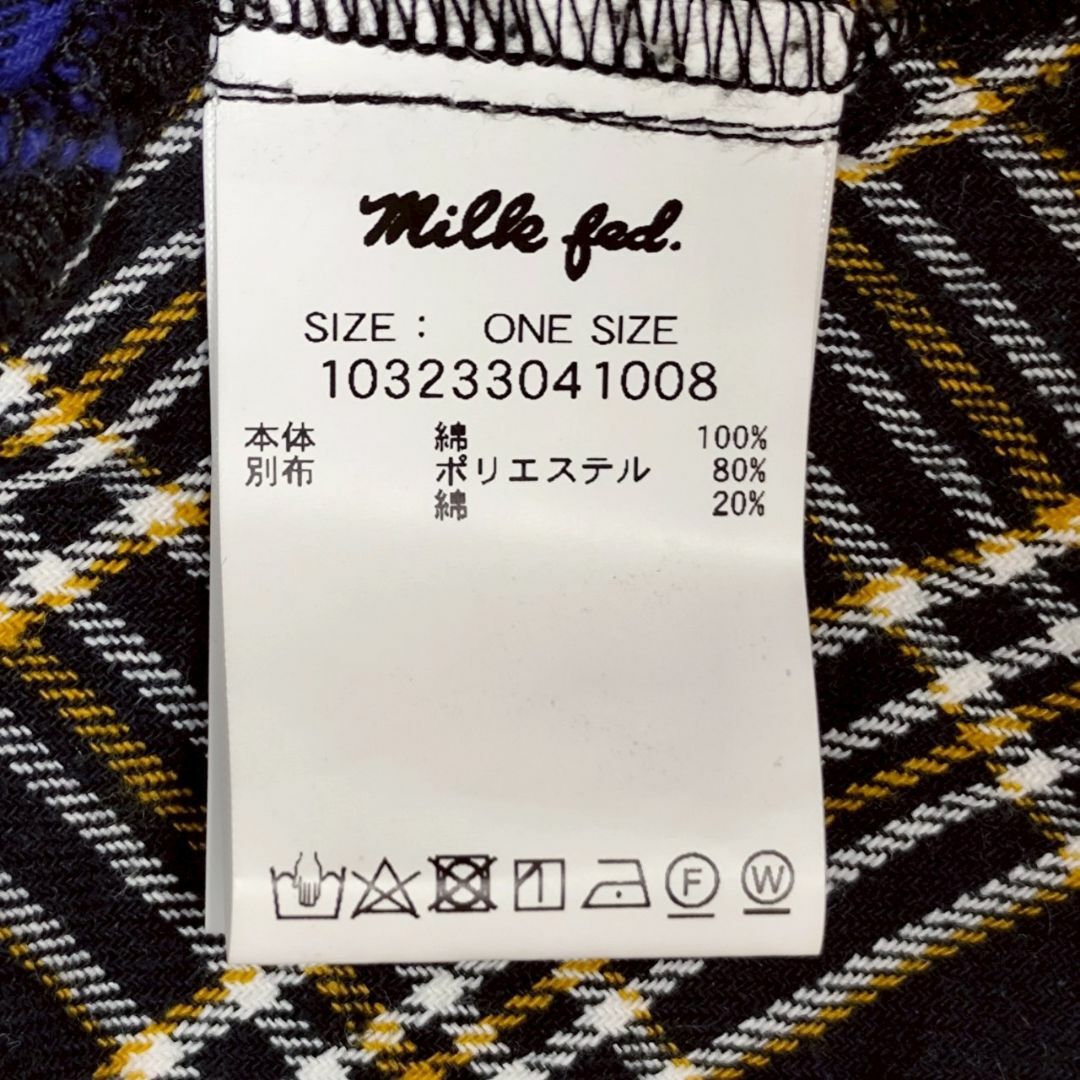 Milk fed.
SIZE : ONE SIZE
103233041008
本体 綿 100%
別布 ポリエステル 80%
綿 20%
F W